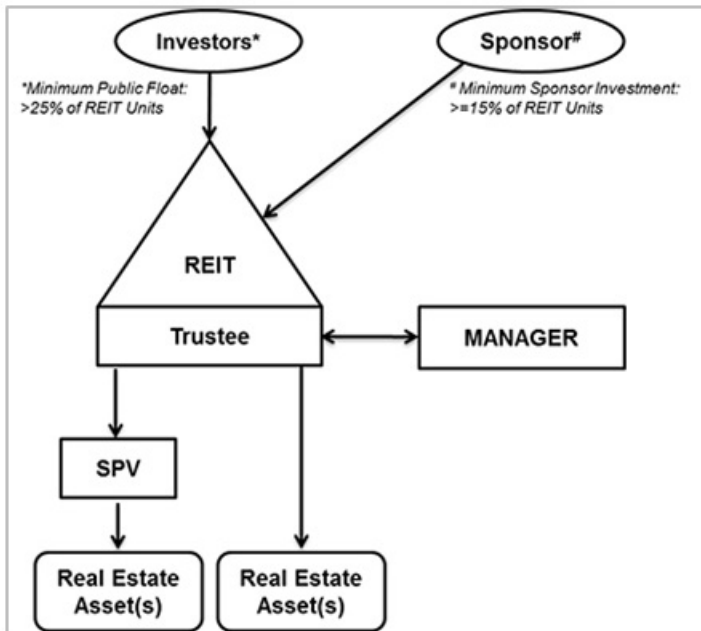 Investors*
Sponsor#
*Minimum Public Float:
>25% of REIT Units
# Minimum Sponsor Investment:
>=15% of REIT Units
REIT
Trustee
MANAGER
SPV
Real Estate
Asset(s)
Real Estate
Asset(s)